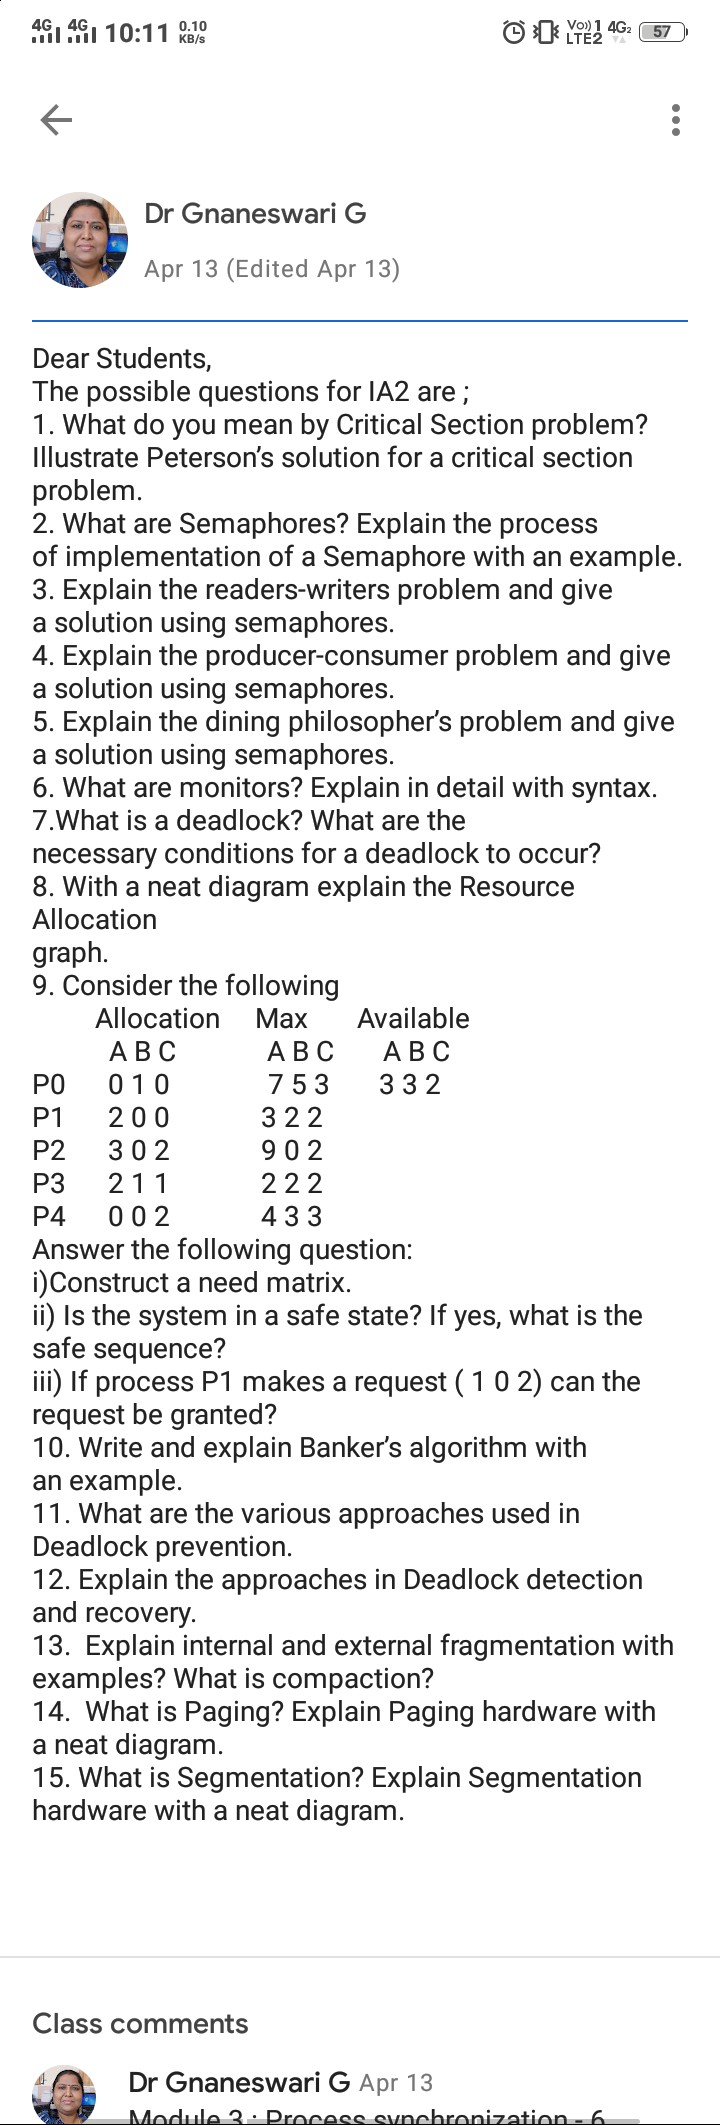 4G 4G 10:11 0.10 KB/s Vo)) 1 LTE2 4G2 57
Dr Gnaneswari G
Apr 13 (Edited Apr 13)
Dear Students,
The possible questions for IA2 are ;
1. What do you mean by Critical Section problem?
Illustrate Peterson's solution for a critical section
problem.
2. What are Semaphores? Explain the process
of implementation of a Semaphore with an example.
3. Explain the readers-writers problem and give
a solution using semaphores.
4. Explain the producer-consumer problem and give
a solution using semaphores.
5. Explain the dining philosopher's problem and give
a solution using semaphores.
6. What are monitors? Explain in detail with syntax.
7.What is a deadlock? What are the
necessary conditions for a deadlock to occur?
8. With a neat diagram explain the Resource
Allocation
graph.
9. Consider the following
Allocation Max Available
A B C A B C A B C
P0 0 1 0 7 5 3 3 3 2
P1 2 0 0 3 2 2
P2 3 0 2 9 0 2
P3 2 1 1 2 2 2
P4 0 0 2 4 3 3
Answer the following question:
i)Construct a need matrix.
ii) Is the system in a safe state? If yes, what is the
safe sequence?
iii) If process P1 makes a request ( 1 0 2) can the
request be granted?
10. Write and explain Banker's algorithm with
an example.
11. What are the various approaches used in
Deadlock prevention.
12. Explain the approaches in Deadlock detection
and recovery.
13.  Explain internal and external fragmentation with
examples? What is compaction?
14.  What is Paging? Explain Paging hardware with
a neat diagram.
15. What is Segmentation? Explain Segmentation
hardware with a neat diagram.
Class comments
Dr Gnaneswari G Apr 13
Module 3 : Process synchronization - 6